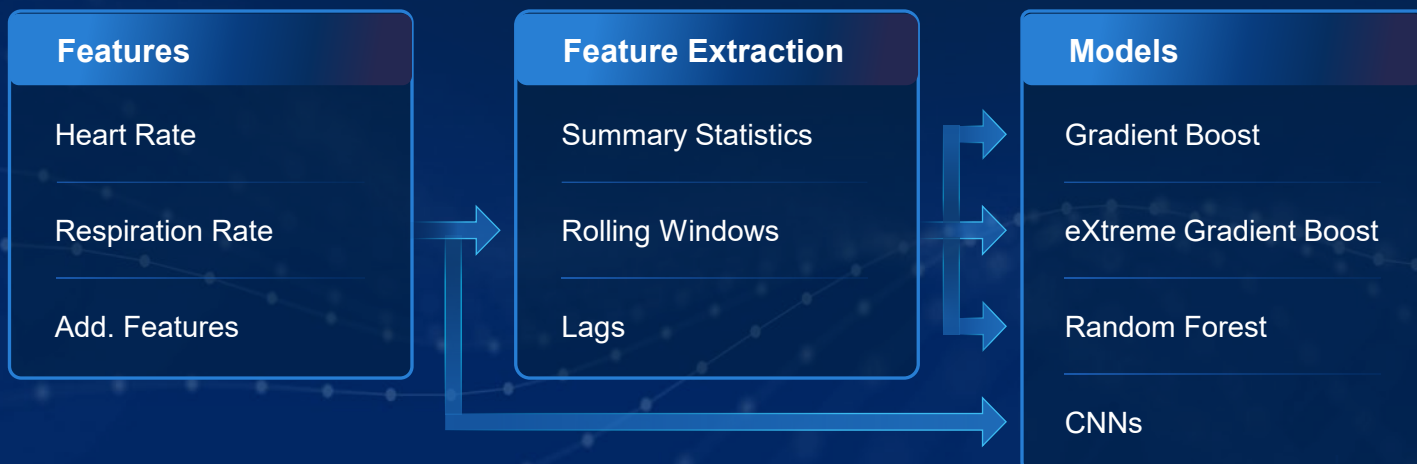 Features
Heart Rate
Respiration Rate
Add. Features
Feature Extraction
Summary Statistics
Rolling Windows
Lags
Models
Gradient Boost
eXtreme Gradient Boost
Random Forest
CNNs